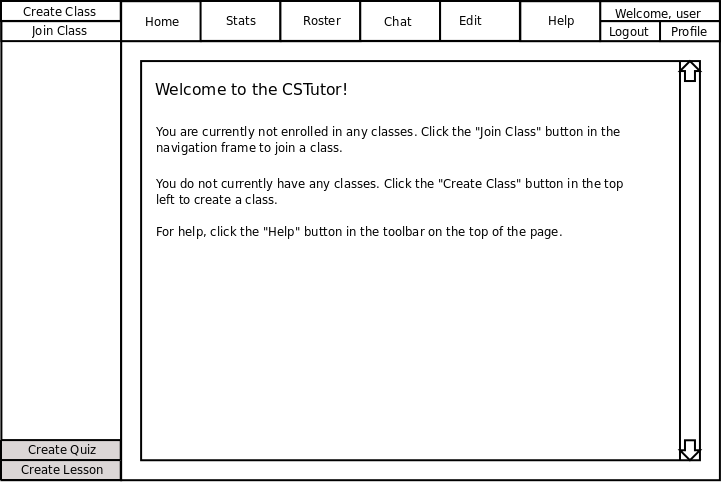 Create Class
Join Class
Home
Stats
Roster
Chat
Edit
Help
Welcome, user
Logout
Profile
Welcome to the CSTutor!
You are currently not enrolled in any classes. Click the "Join Class" button in the
navigation frame to join a class.
You do not currently have any classes. Click the "Create Class" button in the top
left to create a class.
For help, click the "Help" button in the toolbar on the top of the page.
Create Quiz
Create Lesson